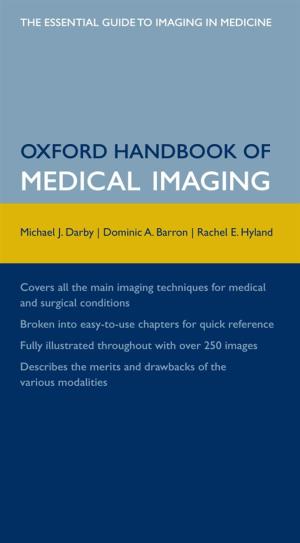 THE ESSENTIAL GUIDE TO IMAGING IN MEDICINE
OXFORD HANDBOOK OF
MEDICAL IMAGING
Michael J. Darby | Dominic A. Barron | Rachel E. Hyland
Covers all the main imaging techniques for medical
and surgical conditions
Broken into easy-to-use chapters for quick reference
Fully illustrated throughout with over 250 images
Describes the merits and drawbacks of the
various modalities